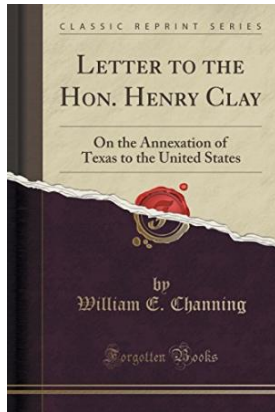 CLASSIC REPRINT SERIES
LETTER TO THE
HON. HENRY CLAY
On the Annexation of
Texas to the United States
by
William E. Channing
Forgotten Books